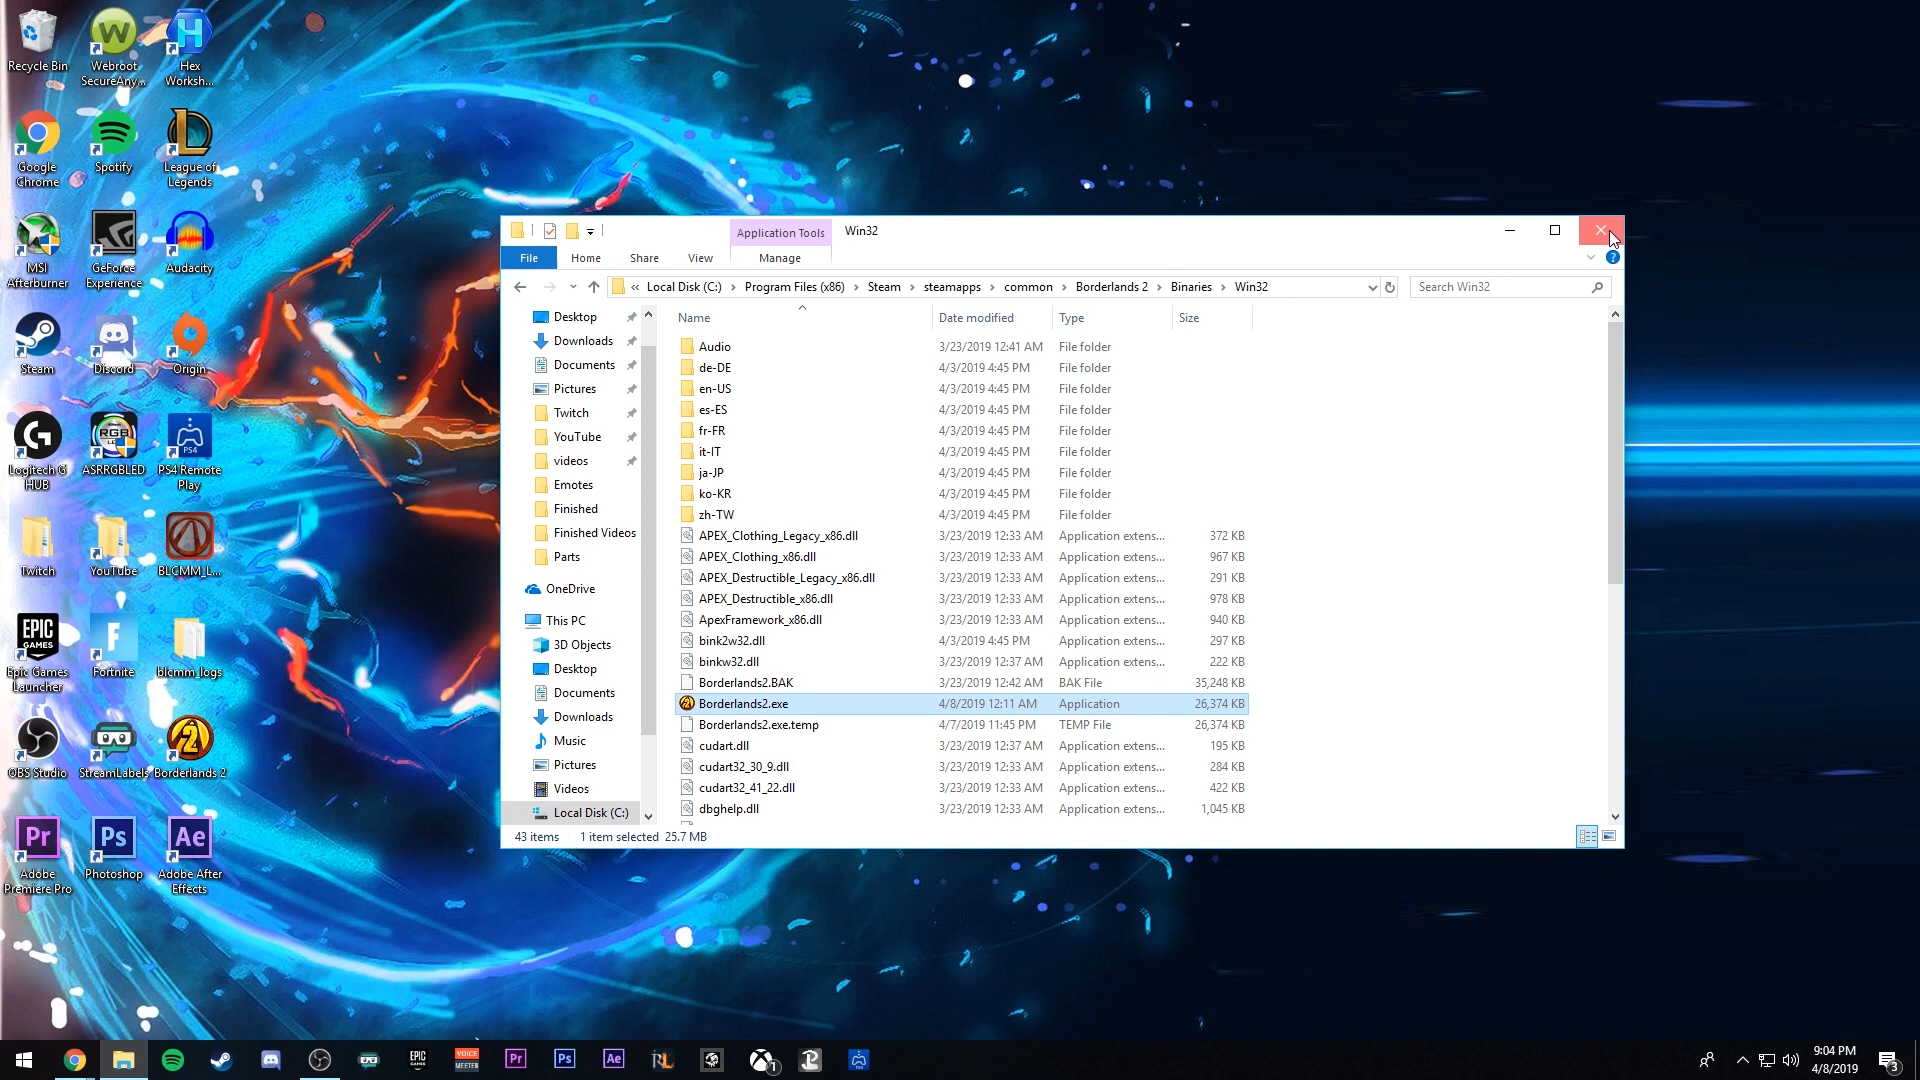 Recycle Bin
Webroot
SecureAny...
Hex
Worksh...
Google
Chrome
Spotify
League of
Legends
MSI
Afterburner
GeForce
Experience
Audacity
Steam
Discord
Origin
Logitech G
HUB
ASRRGBLED
PS4 Remote
Play
Twitch
YouTube
BLCMM_L...
Epic Games
Launcher
Fortnite
blcmm_logs
OBS Studio
StreamLabels
Borderlands 2
Adobe
Premiere Pro
Photoshop
Adobe After
Effects
Application Tools
Win32
File
Home
Share
View
Manage
« Local Disk (C:) > Program Files (x86) > Steam > steamapps > common > Borderlands 2 > Binaries > Win32
Search Win32
Desktop
Downloads
Documents
Pictures
Twitch
YouTube
videos
Emotes
Finished
Finished Videos
Parts
OneDrive
This PC
3D Objects
Desktop
Documents
Downloads
Music
Pictures
Videos
Local Disk (C:)
Name Date modified Type Size
Audio 3/23/2019 12:41 AM File folder
de-DE 4/3/2019 4:45 PM File folder
en-US 4/3/2019 4:45 PM File folder
es-ES 4/3/2019 4:45 PM File folder
fr-FR 4/3/2019 4:45 PM File folder
it-IT 4/3/2019 4:45 PM File folder
ja-JP 4/3/2019 4:45 PM File folder
ko-KR 4/3/2019 4:45 PM File folder
zh-TW 4/3/2019 4:45 PM File folder
APEX_Clothing_Legacy_x86.dll 3/23/2019 12:33 AM Application extens... 372 KB
APEX_Clothing_x86.dll 3/23/2019 12:33 AM Application extens... 967 KB
APEX_Destructible_Legacy_x86.dll 3/23/2019 12:33 AM Application extens... 291 KB
APEX_Destructible_x86.dll 3/23/2019 12:33 AM Application extens... 978 KB
ApexFramework_x86.dll 3/23/2019 12:33 AM Application extens... 940 KB
bink2w32.dll 4/3/2019 4:45 PM Application extens... 297 KB
binkw32.dll 3/23/2019 12:37 AM Application extens... 222 KB
Borderlands2.BAK 3/23/2019 12:42 AM BAK File 35,248 KB
Borderlands2.exe 4/8/2019 12:11 AM Application 26,374 KB
Borderlands2.exe.temp 4/7/2019 11:45 PM TEMP File 26,374 KB
cudart.dll 3/23/2019 12:37 AM Application extens... 195 KB
cudart32_30_9.dll 3/23/2019 12:33 AM Application extens... 284 KB
cudart32_41_22.dll 3/23/2019 12:33 AM Application extens... 422 KB
dbghelp.dll 3/23/2019 12:33 AM Application extens... 1,045 KB
43 items 1 item selected 25.7 MB
9:04 PM
4/8/2019